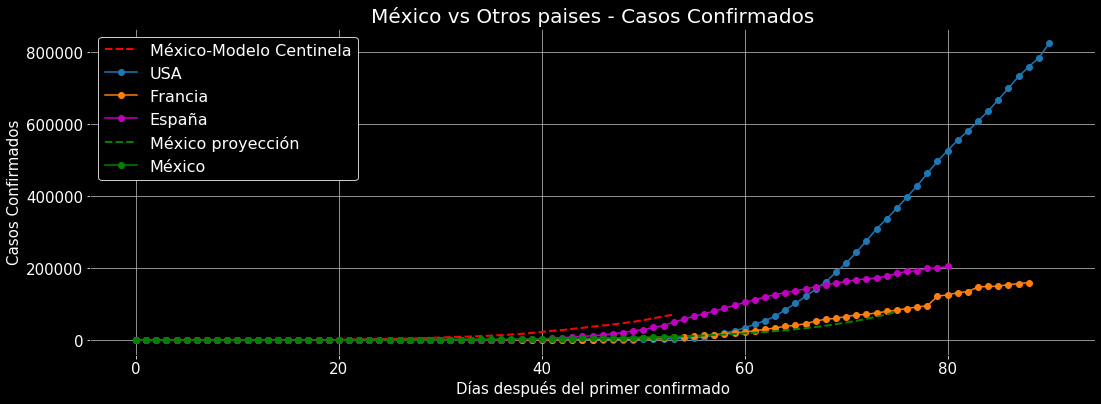 México vs Otros paises - Casos Confirmados
México-Modelo Centinela
USA
Francia
España
México proyección
México
Casos Confirmados
800000
600000
400000
200000
0
0 20 40 60 80
Días después del primer confirmado